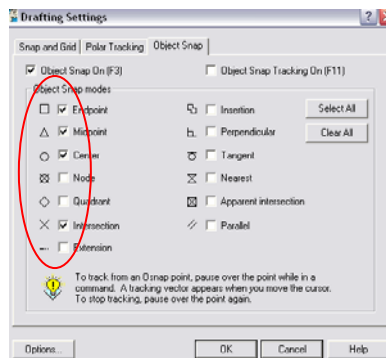 Drafting Settings
Snap and Grid Polar Tracking Object Snap
Object Snap On (F3) Object Snap Tracking On (F11)
Object Snap modes
Endpoint Insertion Select All
Midpoint Perpendicular Clear All
Center Tangent
Node Nearest
Quadrant Apparent intersection
Intersection Parallel
Extension
To track from an Osnap point, pause over the point while in a
command. A tracking vector appears when you move the cursor.
To stop tracking, pause over the point again.
Options... OK Cancel Help